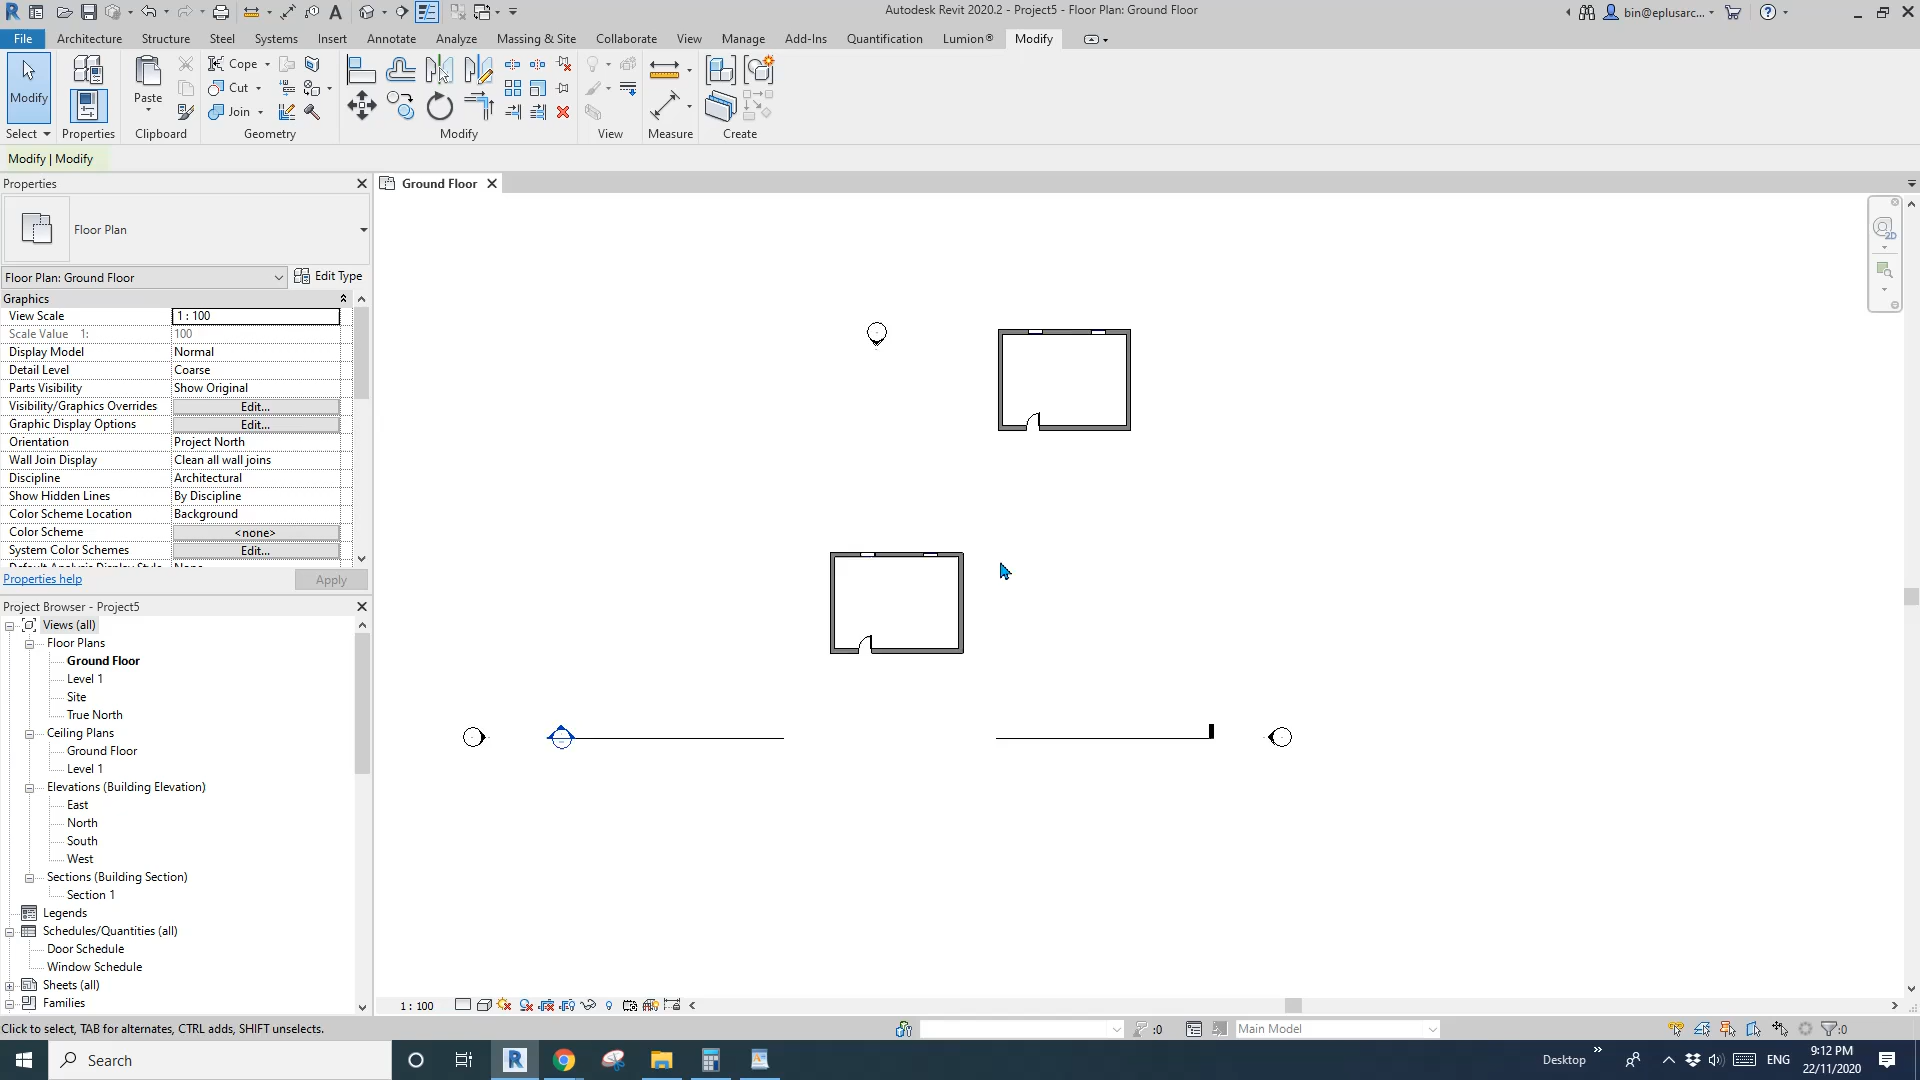 Autodesk Revit 2020.2 - Project5 - Floor Plan: Ground Floor
bin@eplusarc...
File Architecture Structure Steel Systems Insert Annotate Analyze Massing & Site Collaborate View Manage Add-Ins Quantification Lumion® Modify
Cope
Modify
Paste
Cut
Join
Select Properties Clipboard Geometry Modify View Measure Create
Modify | Modify
Properties
Ground Floor
Floor Plan
Floor Plan: Ground Floor
Edit Type
Graphics
View Scale 1 : 100
Scale Value 1: 100
Display Model Normal
Detail Level Coarse
Parts Visibility Show Original
Visibility/Graphics Overrides Edit...
Graphic Display Options Edit...
Orientation Project North
Wall Join Display Clean all wall joins
Discipline Architectural
Show Hidden Lines By Discipline
Color Scheme Location Background
Color Scheme <none>
System Color Schemes Edit...
Default Analysis Display Style None
Properties help
Apply
Project Browser - Project5
Views (all)
Floor Plans
Ground Floor
Level 1
Site
True North
Ceiling Plans
Ground Floor
Level 1
Elevations (Building Elevation)
East
North
South
West
Sections (Building Section)
Section 1
Legends
Schedules/Quantities (all)
Door Schedule
Window Schedule
Sheets (all)
Families
1 : 100
Click to select, TAB for alternates, CTRL adds, SHIFT unselects.
:0
Main Model
:0
Search
Desktop
ENG
9:12 PM
22/11/2020
2D